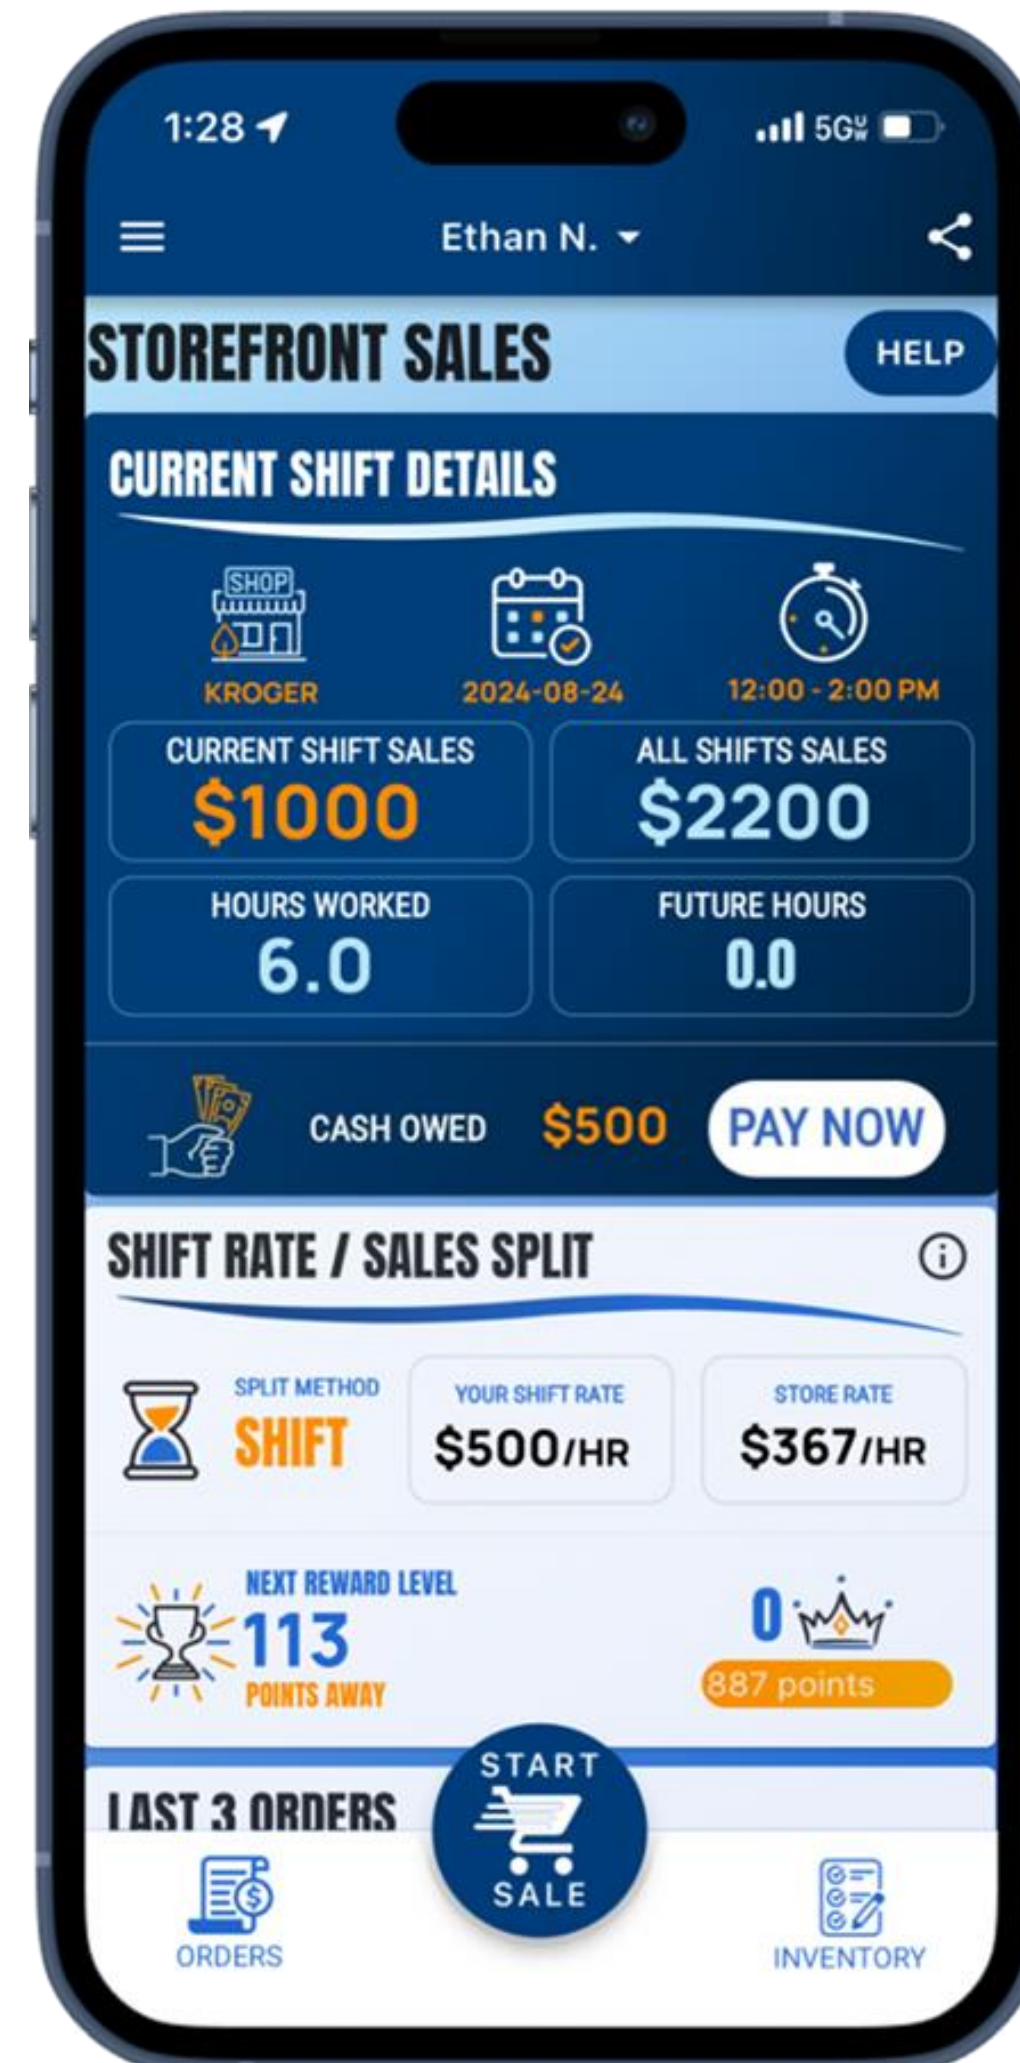 1:28
5G UW
Ethan N.
STOREFRONT SALES
HELP
CURRENT SHIFT DETAILS
SHOP
KROGER
2024-08-24
12:00 - 2:00 PM
CURRENT SHIFT SALES
$1000
ALL SHIFTS SALES
$2200
HOURS WORKED
6.0
FUTURE HOURS
0.0
CASH OWED
$500
PAY NOW
SHIFT RATE / SALES SPLIT
SPLIT METHOD
SHIFT
YOUR SHIFT RATE
$500/HR
STORE RATE
$367/HR
NEXT REWARD LEVEL
113
POINTS AWAY
0
887 points
LAST 3 ORDERS
START
SALE
ORDERS
INVENTORY